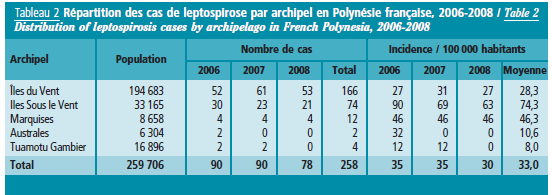 Tableau 2 Répartition des cas de leptospirose par archipel en Polynésie française, 2006-2008 / Table 2
Distribution of leptospirosis cases by archipelago in French Polynesia, 2006-2008
Archipel Population Nombre de cas Incidence / 100 000 habitants
2006 2007 2008 Total 2006 2007 2008 Moyenne
Îles du Vent 194 683 52 61 53 166 27 31 27 28,3
Iles Sous le Vent 33 165 30 23 21 74 90 69 63 74,3
Marquises 8 658 4 4 4 12 46 46 46 46,3
Australes 6 304 2 0 0 2 32 0 0 10,6
Tuamotu Gambier 16 896 2 2 0 4 12 12 0 8,0
Total 259 706 90 90 78 258 35 35 30 33,0